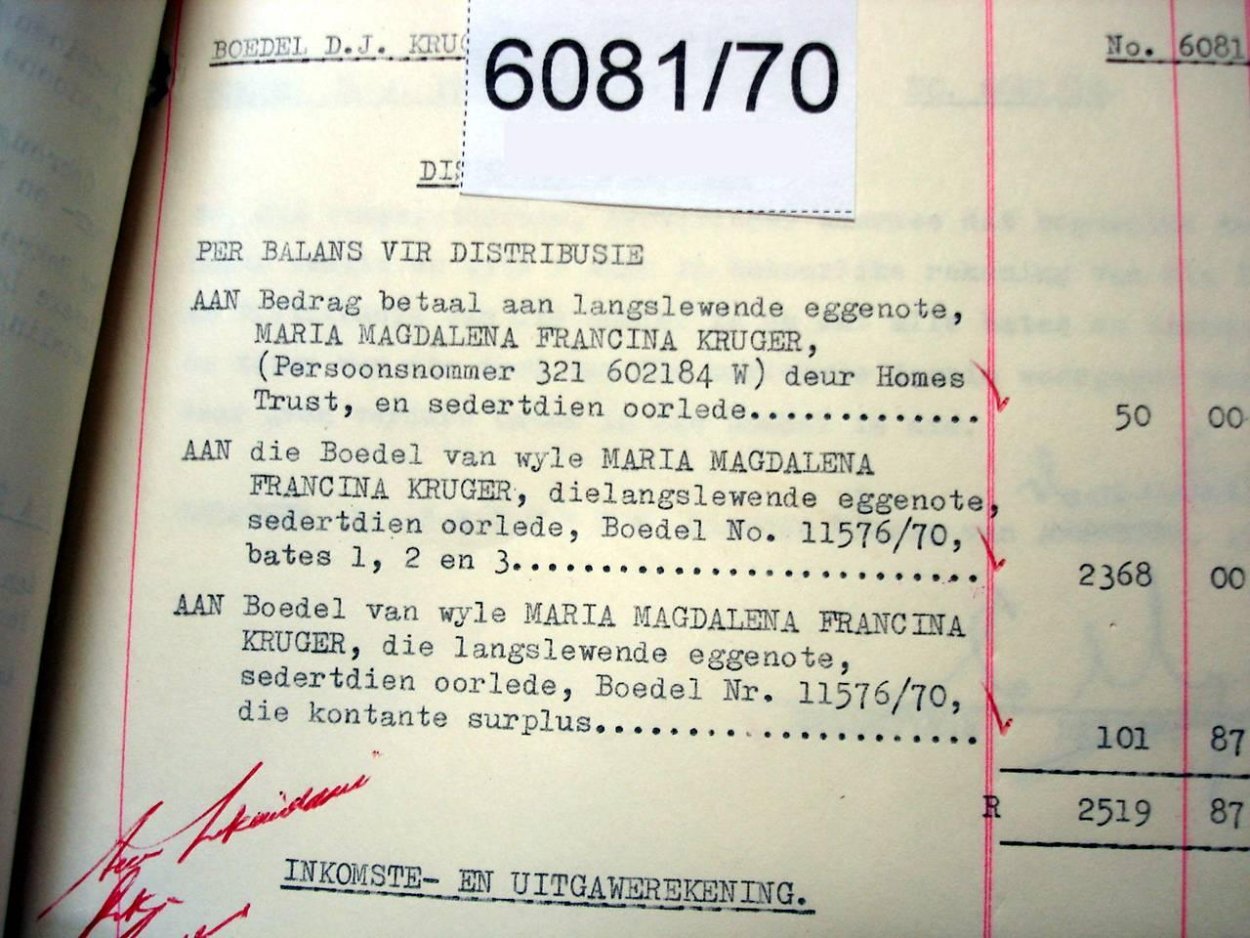 BOEDEL D.J. KRUG
6081/70
No. 6081
DIS
PER BALANS VIR DISTRIBUSIE
AAN Bedrag betaal aan langslewende eggenote,
MARIA MAGDALENA FRANCINA KRUGER,
(Persoonsnommer 321 602184 W) deur Homes
Trust, en sedertdien oorlede............. 50 00
AAN die Boedel van wyle MARIA MAGDALENA
FRANCINA KRUGER, dielangslewende eggenote,
sedertdien oorlede, Boedel No. 11576/70,
bates 1, 2 en 3.......................... 2368 00
AAN Boedel van wyle MARIA MAGDALENA FRANCINA
KRUGER, die langslewende eggenote,
sedertdien oorlede, Boedel Nr. 11576/70,
die kontante surplus..................... 101 87
R 2519 87
INKOMSTE- EN UITGAWEREKENING.